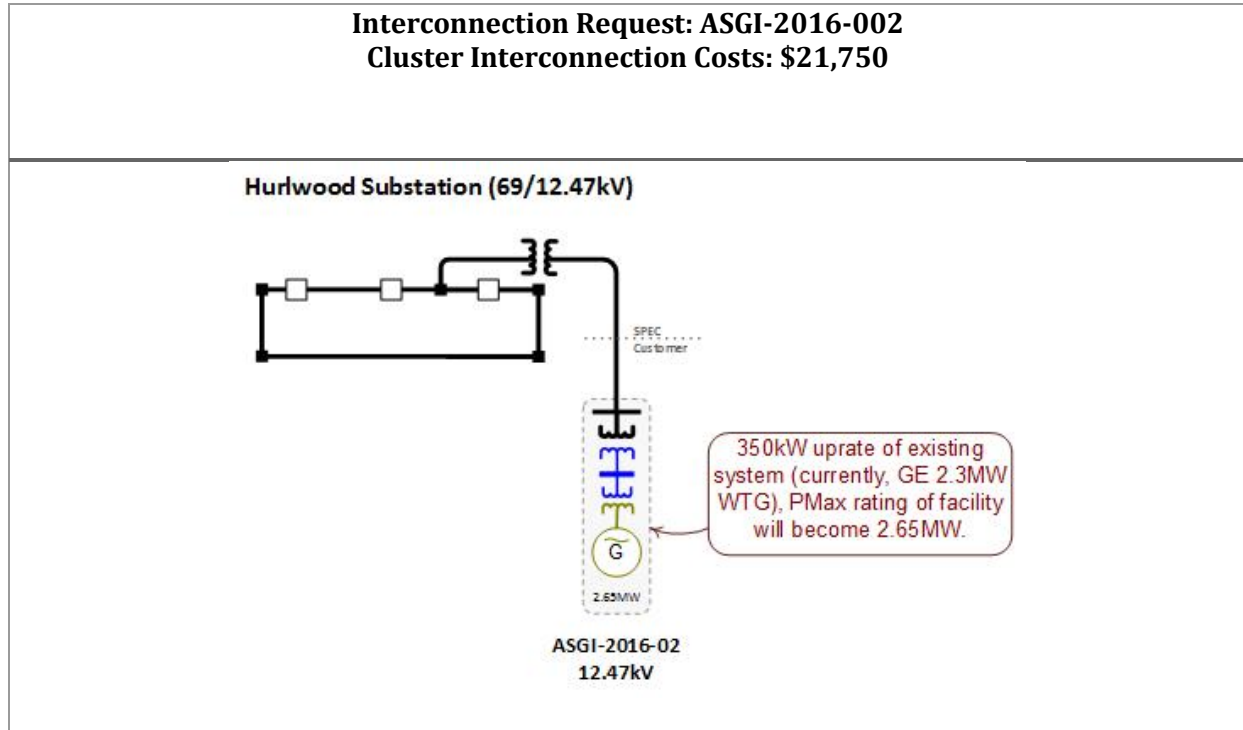 Interconnection Request: ASGI-2016-002
Cluster Interconnection Costs: $21,750
Hurlwood Substation (69/12.47kV)
SPEC
Customer
350kW uprate of existing
system (currently, GE 2.3MW
WTG), PMax rating of facility
will become 2.65MW.
G
2.65MW
ASGI-2016-02
12.47kV